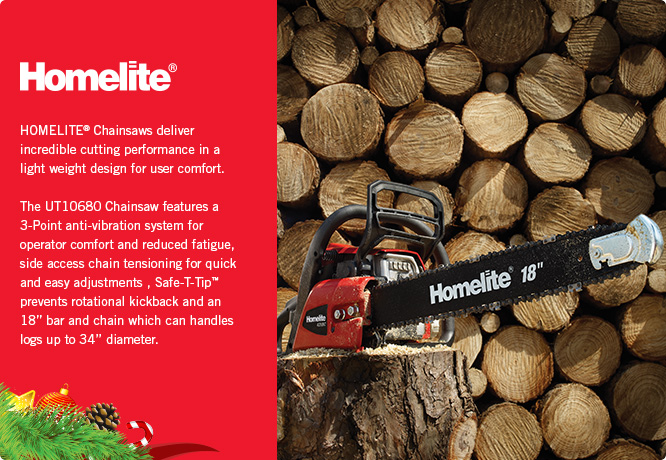 Homelite®
HOMELITE® Chainsaws deliver
incredible cutting performance in a
light weight design for user comfort.
The UT10680 Chainsaw features a
3-Point anti-vibration system for
operator comfort and reduced fatigue,
side access chain tensioning for quick
and easy adjustments , Safe-T-Tip™
prevents rotational kickback and an
18” bar and chain which can handles
logs up to 34” diameter.
Homelite® 18"
Homelite